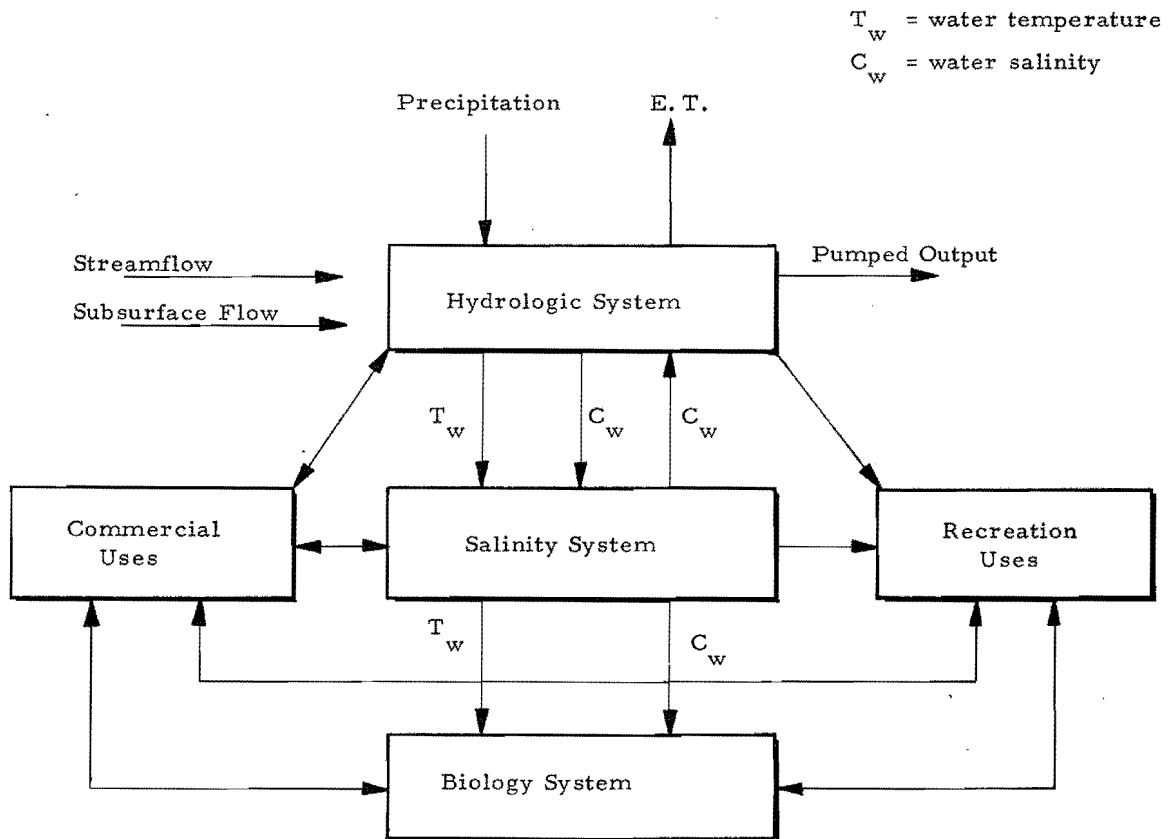 T_w = water temperature
C_w = water salinity
Precipitation
E. T.
Streamflow
Pumped Output
Subsurface Flow
Hydrologic System
T_w
C_w
C_w
Commercial
Uses
Salinity System
Recreation
Uses
T_w
C_w
Biology System